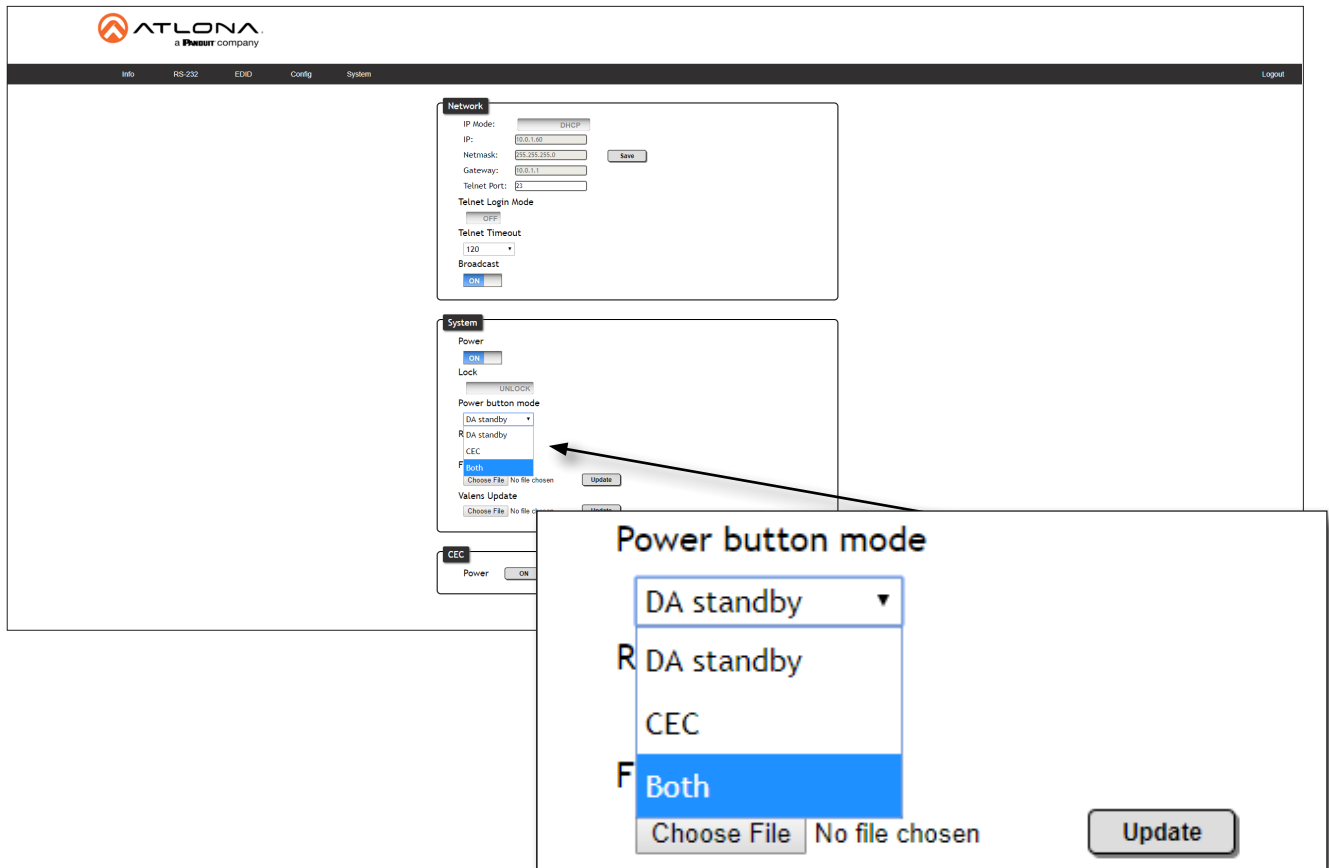 ATLONA
a PANDUIT company
Info RS-232 EDID Config System Logout
Network
IP Mode: DHCP
IP: 10.0.1.60
Netmask: 255.255.255.0 Save
Gateway: 10.0.1.1
Telnet Port: 23
Telnet Login Mode
OFF
Telnet Timeout
120
Broadcast
ON
System
Power
ON
Lock
UNLOCK
Power button mode
DA standby
R DA standby
CEC
F Both
Choose File No file chosen Update
Valens Update
Choose File No file
CEC
Power ON
Power button mode
DA standby
R DA standby
CEC
F Both
Choose File No file chosen Update